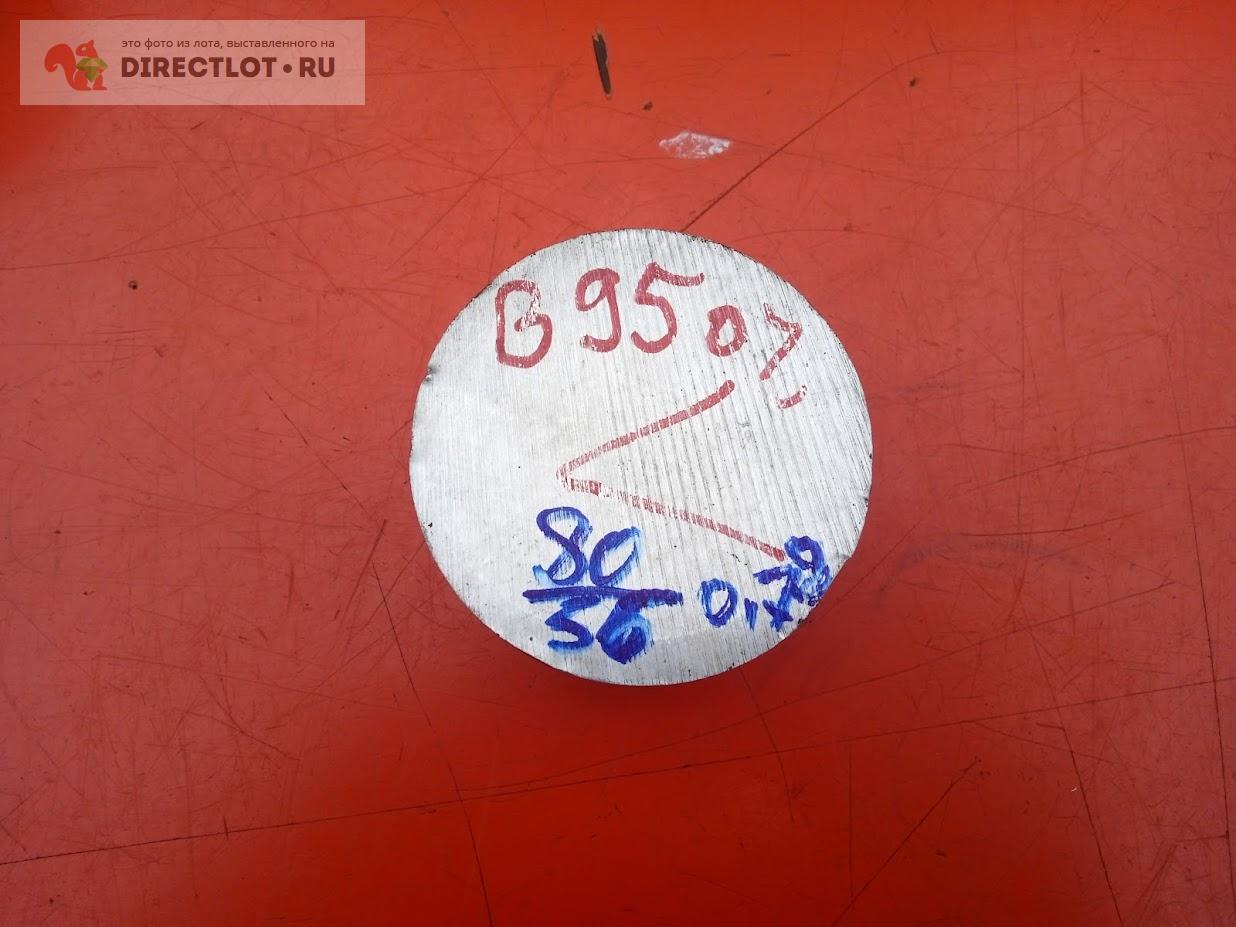 это фото из лота, выставленного на
DIRECTLOT•RU
В95оч
80
56
0,78